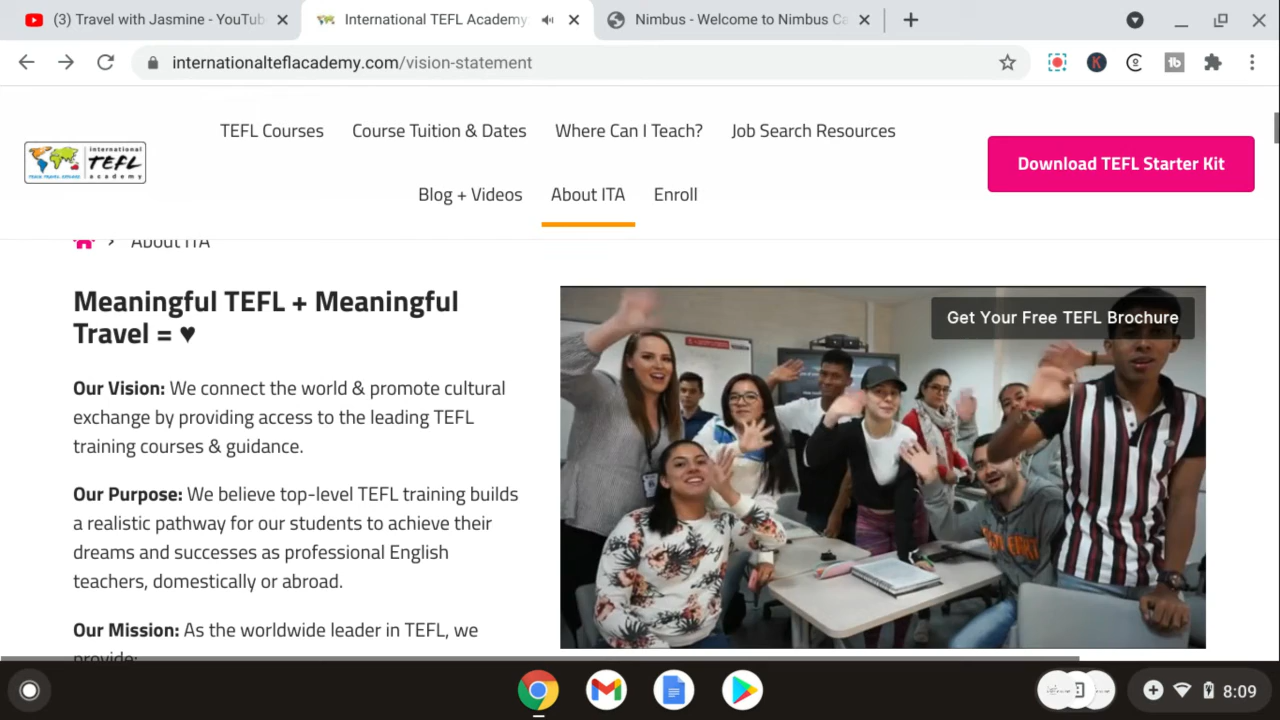 (3) Travel with Jasmine - YouTub
International TEFL Academy
Nimbus - Welcome to Nimbus Ca
internationalteflacademy.com/vision-statement
international
TEFL
academy
TEFL Courses
Course Tuition & Dates
Where Can I Teach?
Job Search Resources
Blog + Videos
About ITA
Enroll
Download TEFL Starter Kit
About ITA
Meaningful TEFL + Meaningful
Travel = ♥
Our Vision: We connect the world & promote cultural
exchange by providing access to the leading TEFL
training courses & guidance.
Our Purpose: We believe top-level TEFL training builds
a realistic pathway for our students to achieve their
dreams and successes as professional English
teachers, domestically or abroad.
Our Mission: As the worldwide leader in TEFL, we
provide:
Get Your Free TEFL Brochure
8:09